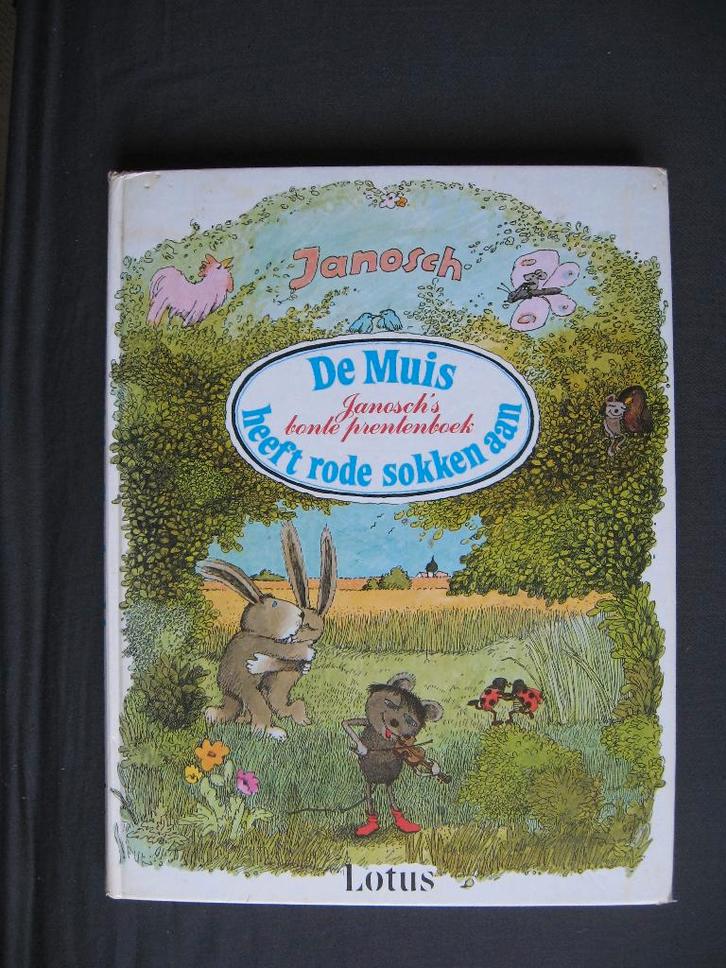 Janosch
De Muis
Janosch's
bonte prentenboek
heeft rode sokken aan
Lotus